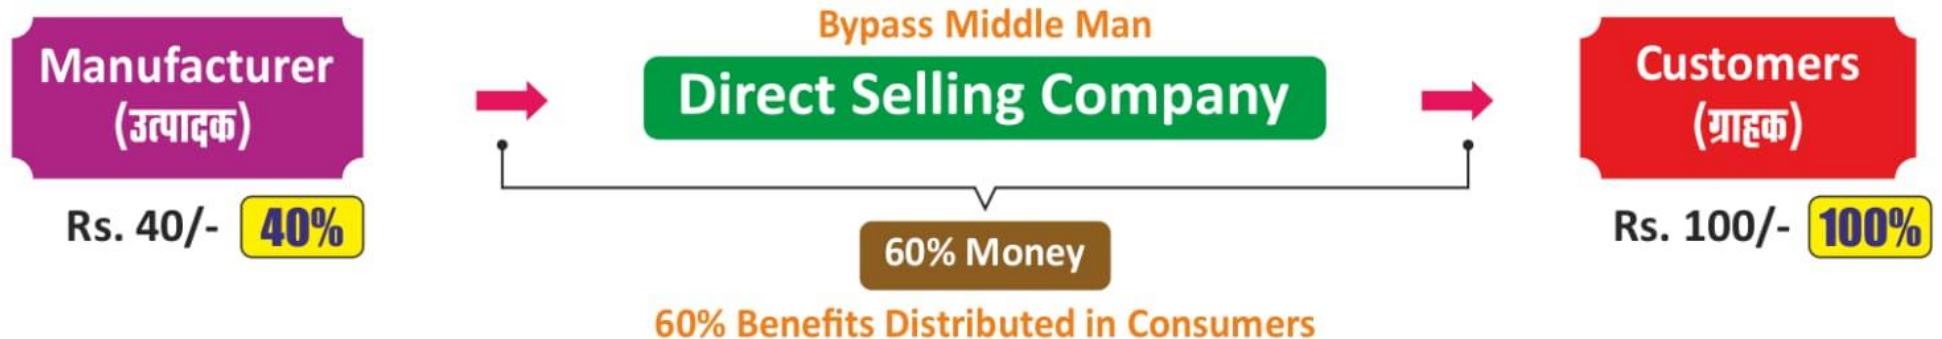 Bypass Middle Man
Manufacturer
(उत्पादक)
Direct Selling Company
Customers
(ग्राहक)
Rs. 40/- 40%
60% Money
Rs. 100/- 100%
60% Benefits Distributed in Consumers